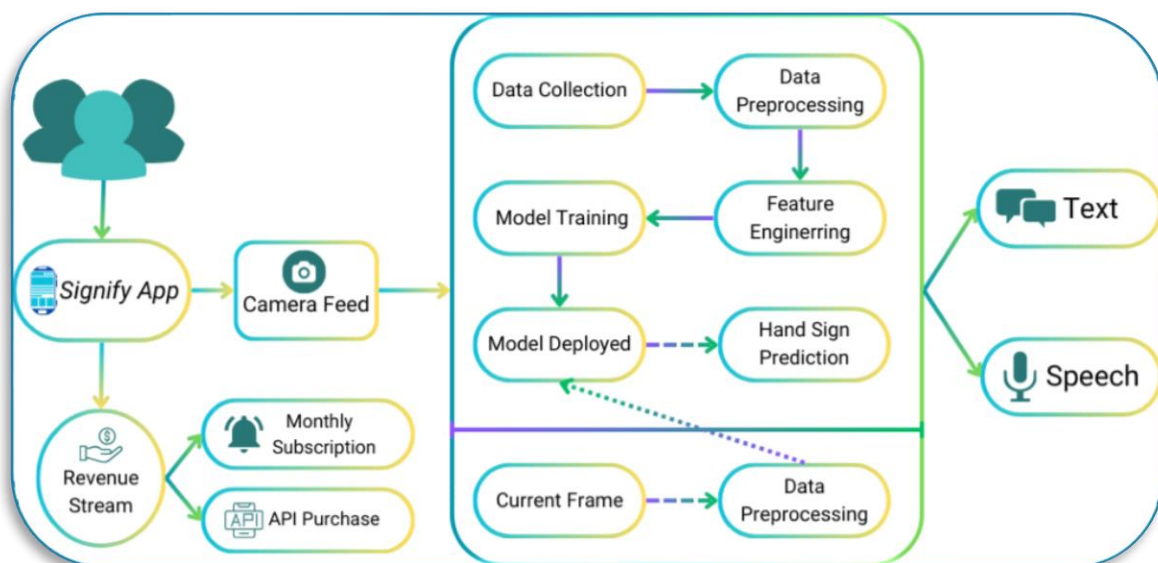 Signify App
Camera Feed
Revenue
Stream
Monthly
Subscription
API
API Purchase
Data Collection
Data
Preprocessing
Feature
Enginerring
Model Training
Model Deployed
Hand Sign
Prediction
Current Frame
Data
Preprocessing
Text
Speech